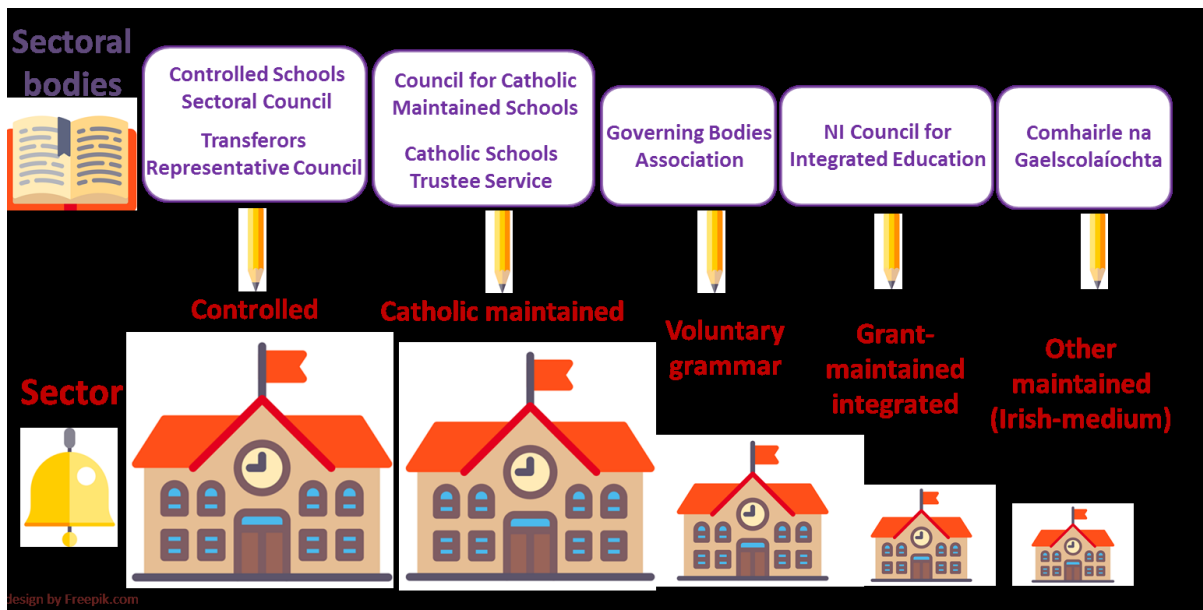 Sectoral
bodies
Controlled Schools
Sectoral Council
Transferors
Representative Council
Council for Catholic
Maintained Schools
Catholic Schools
Trustee Service
Governing Bodies
Association
NI Council for
Integrated Education
Comhairle na
Gaelscolaíochta
Sector
Controlled
Catholic maintained
Voluntary
grammar
Grant-
maintained
integrated
Other
maintained
(Irish-medium)
design by Freepik.com